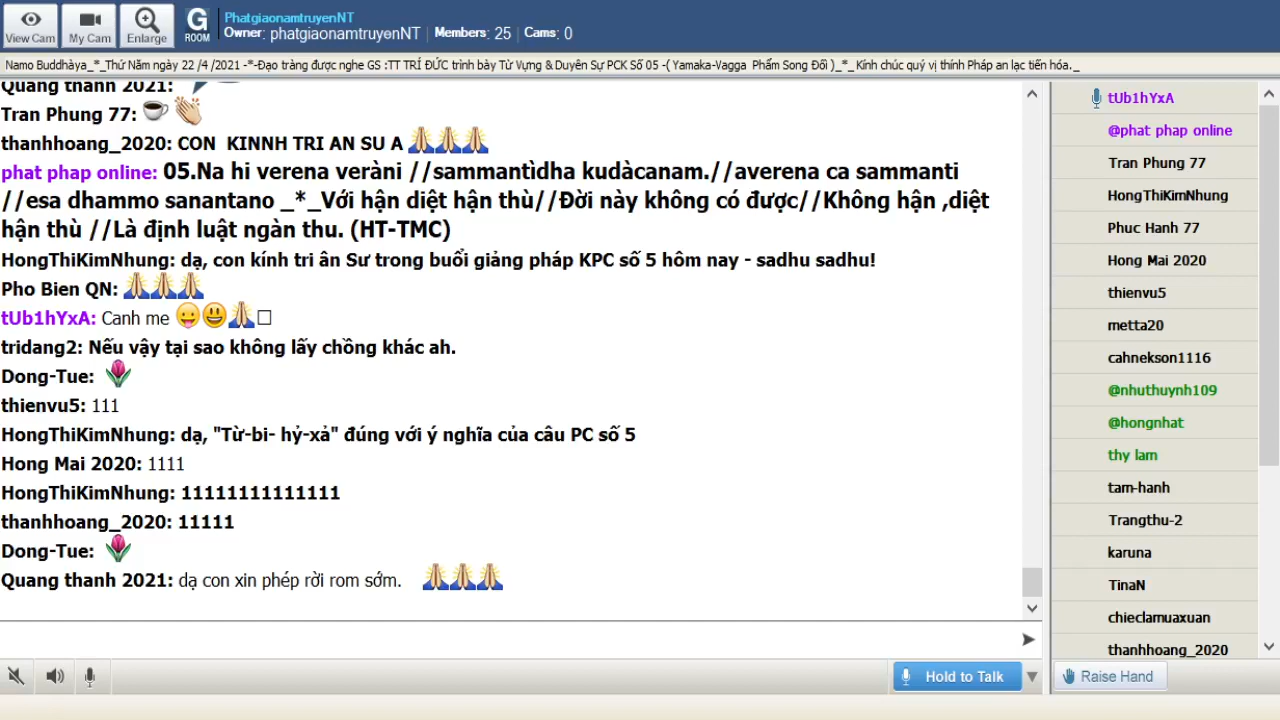 View Cam
My Cam
Enlarge
G
ROOM
PhatgiaonamtruyenNT
Owner: phatgiaonamtruyenNT | Members: 25 | Cams: 0
Namo Buddhàya_*_Thứ Năm ngày 22 /4 /2021 -*-Đạo tràng được nghe GS :TT TRÍ ĐỨC trình bày Từ Vựng & Duyên Sự PCK Số 05 -( Yamaka-Vagga Phẩm Song Đối )_*_ Kính chúc quý vị thính Pháp an lạc tiến hóa._
Quang thanh 2021:
Tran Phung 77:
thanhhoang_2020: CON KINNH TRI AN SU A
phat phap online: 05.Na hi verena veràni //sammantìdha kudàcanam.//averena ca sammanti
//esa dhammo sanantano _*_Với hận diệt hận thù//Đời này không có được//Không hận ,diệt
hận thù //Là định luật ngàn thu. (HT-TMC)
HongThiKimNhung: dạ, con kính tri ân Sư trong buổi giảng pháp KPC số 5 hôm nay - sadhu sadhu!
Pho Bien QN:
tUb1hYxA: Canh me
tridang2: Nếu vậy tại sao không lấy chồng khác ah.
Dong-Tue:
thienvu5: 111
HongThiKimNhung: dạ, "Từ-bi- hỷ-xả" đúng với ý nghĩa của câu PC số 5
Hong Mai 2020: 1111
HongThiKimNhung: 11111111111111
thanhhoang_2020: 11111
Dong-Tue:
Quang thanh 2021: dạ con xin phép rời rom sớm.
Hold to Talk
tUb1hYxA
@phat phap online
Tran Phung 77
HongThiKimNhung
Phuc Hanh 77
Hong Mai 2020
thienvu5
metta20
cahnekson1116
@nhuthuynh109
@hongnhat
thy lam
tam-hanh
Trangthu-2
karuna
TinaN
chieclamuaxuan
thanhhoang_2020
Raise Hand